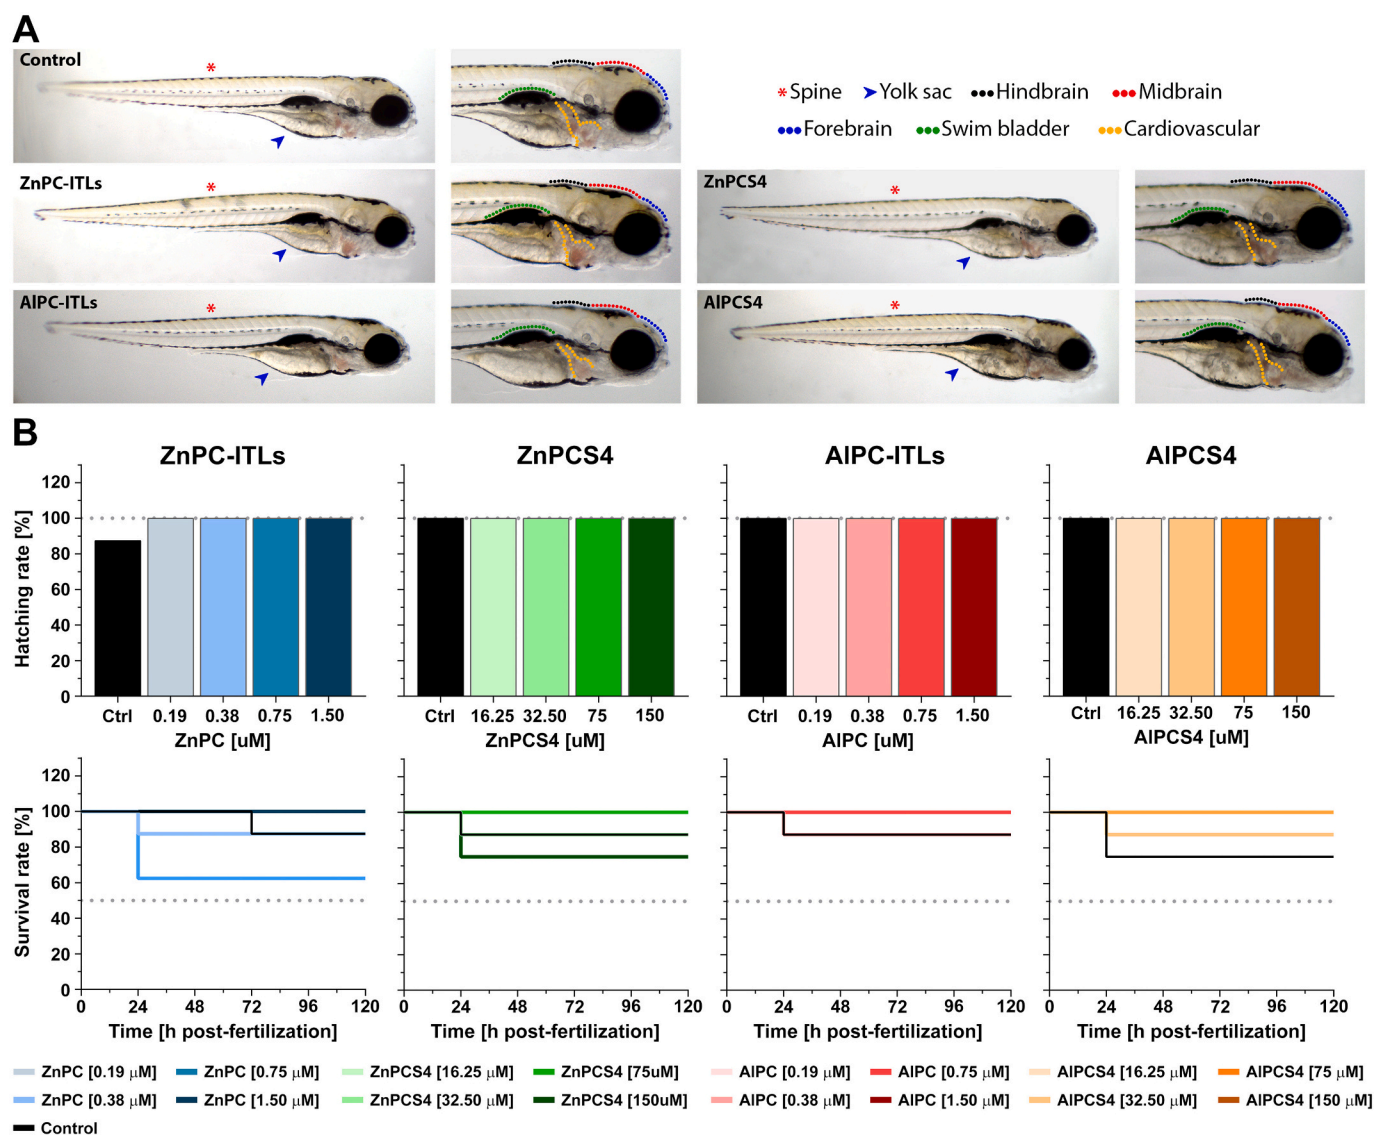 A
Control
* Spine ➤ Yolk sac •••Hindbrain •••Midbrain
•••Forebrain •••Swim bladder •••Cardiovascular
ZnPC-ITLs
ZnPCS4
AlPC-ITLs
AlPCS4
B
ZnPC-ITLs ZnPCS4 AlPC-ITLs AlPCS4
Hatching rate [%]
120
100
80
60
40
20
0
Ctrl 0.19 0.38 0.75 1.50
ZnPC [uM]
Ctrl 16.25 32.50 75 150
ZnPCS4 [uM]
Ctrl 0.19 0.38 0.75 1.50
AlPC [uM]
Ctrl 16.25 32.50 75 150
AlPCS4 [uM]
Survival rate [%]
120
100
80
60
40
20
0
0 24 48 72 96 120
Time [h post-fertilization]
0 24 48 72 96 120
Time [h post-fertilization]
0 24 48 72 96 120
Time [h post-fertilization]
0 24 48 72 96 120
Time [h post-fertilization]
ZnPC [0.19 μM] ZnPC [0.75 μM] ZnPCS4 [16.25 μM] ZnPCS4 [75uM] AlPC [0.19 μM] AlPC [0.75 μM] AlPCS4 [16.25 μM] AlPCS4 [75 μM]
ZnPC [0.38 μM] ZnPC [1.50 μM] ZnPCS4 [32.50 μM] ZnPCS4 [150uM] AlPC [0.38 μM] AlPC [1.50 μM] AlPCS4 [32.50 μM] AlPCS4 [150 μM]
Control